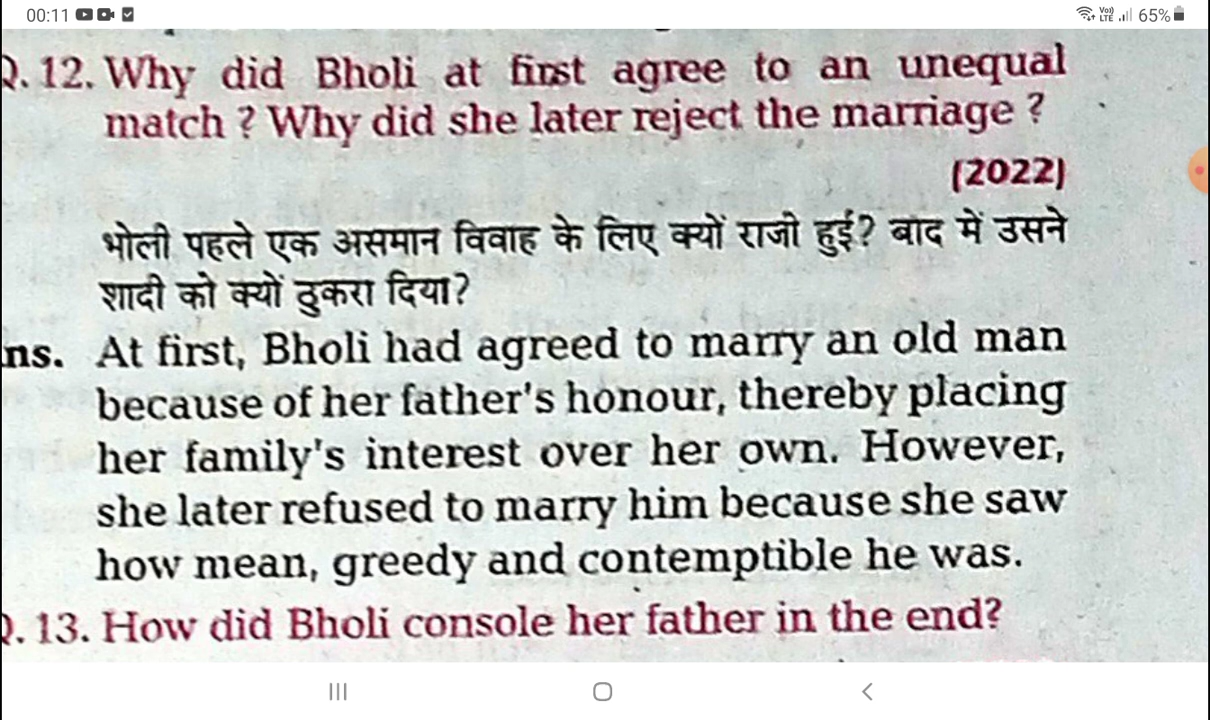 00:11 VoLTE 65%
Q. 12. Why did Bholi at first agree to an unequal
match ? Why did she later reject the marriage ?
(2022)
भोली पहले एक असमान विवाह के लिए क्यों राजी हुई? बाद में उसने
शादी को क्यों ठुकरा दिया?
ns. At first, Bholi had agreed to marry an old man
because of her father's honour, thereby placing
her family's interest over her own. However,
she later refused to marry him because she saw
how mean, greedy and contemptible he was.
Q. 13. How did Bholi console her father in the end?